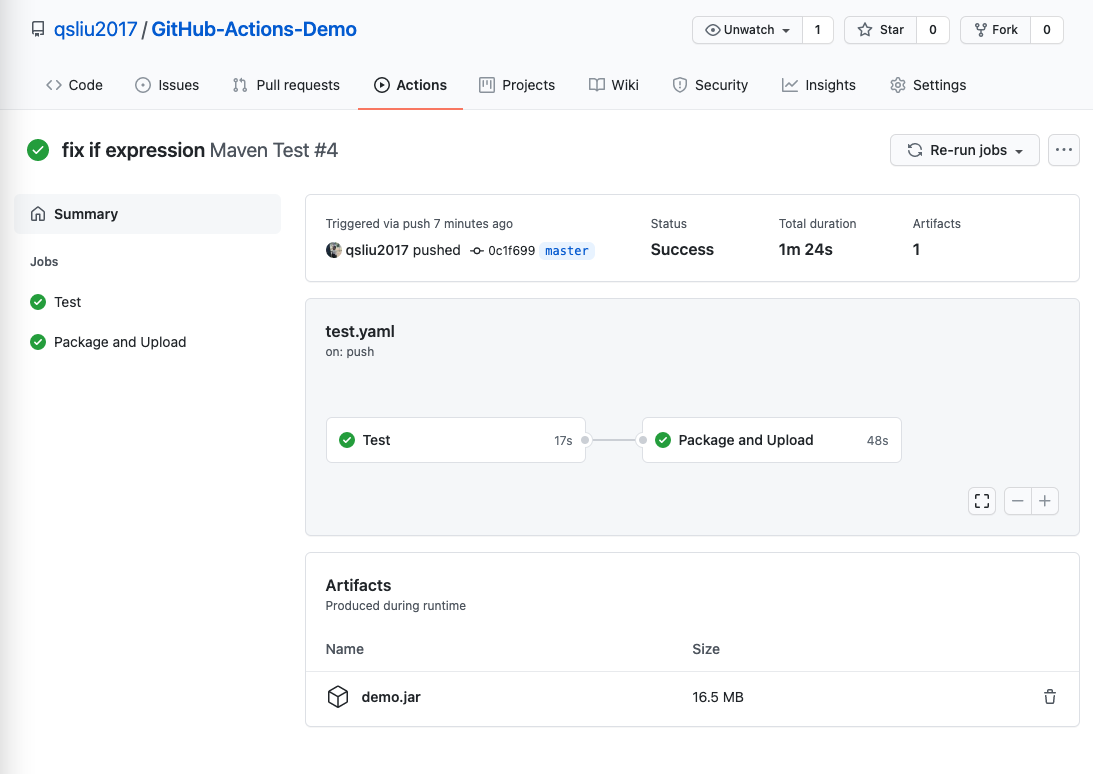 qsliu2017 / GitHub-Actions-Demo
Unwatch 1 Star 0 Fork 0
Code Issues Pull requests Actions Projects Wiki Security Insights Settings
fix if expression Maven Test #4
Re-run jobs
Summary
Jobs
Test
Package and Upload
Triggered via push 7 minutes ago
qsliu2017 pushed 0c1f699 master
Status
Success
Total duration
1m 24s
Artifacts
1
test.yaml
on: push
Test 17s
Package and Upload 48s
Artifacts
Produced during runtime
Name Size
demo.jar 16.5 MB